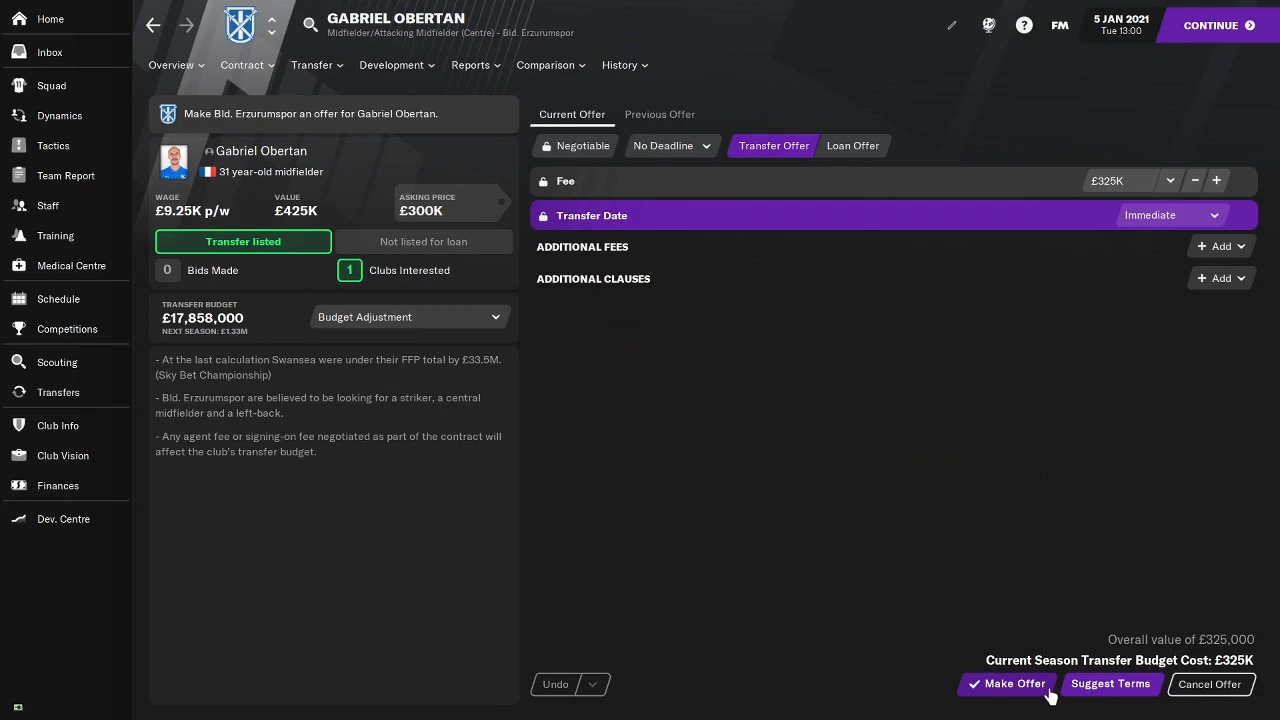 Home
Inbox
Squad
Dynamics
Tactics
Team Report
Staff
Training
Medical Centre
Schedule
Competitions
Scouting
Transfers
Club Info
Club Vision
Finances
Dev. Centre
GABRIEL OBERTAN
Midfielder/Attacking Midfielder (Centre) - Bld. Erzurumspor
FM
5 JAN 2021
Tue 13:00
CONTINUE
Overview Contract Transfer Development Reports Comparison History
Make Bld. Erzurumspor an offer for Gabriel Obertan.
Gabriel Obertan
31 year-old midfielder
WAGE VALUE ASKING PRICE
£9.25K p/w £425K £300K
Transfer listed Not listed for loan
0 Bids Made 1 Clubs Interested
TRANSFER BUDGET
£17,858,000
NEXT SEASON: £1.33M
Budget Adjustment
- At the last calculation Swansea were under their FFP total by £33.5M.
(Sky Bet Championship)
- Bld. Erzurumspor are believed to be looking for a striker, a central
midfielder and a left-back.
- Any agent fee or signing-on fee negotiated as part of the contract will
affect the club's transfer budget.
Current Offer Previous Offer
Negotiable No Deadline Transfer Offer Loan Offer
Fee £325K - +
Transfer Date Immediate
ADDITIONAL FEES + Add
ADDITIONAL CLAUSES + Add
Overall value of £325,000
Current Season Transfer Budget Cost: £325K
Undo Make Offer Suggest Terms Cancel Offer